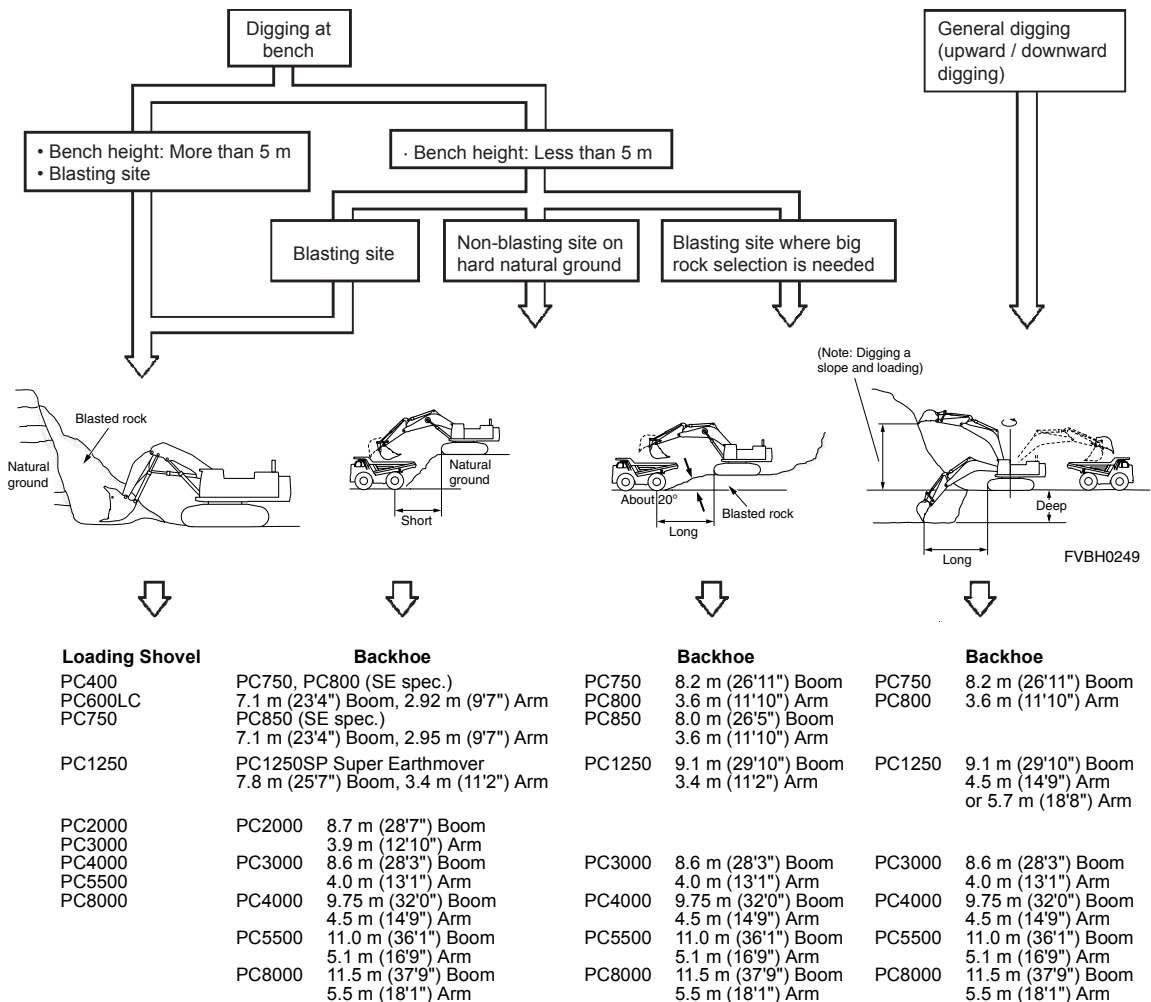 Digging at
bench
General digging
(upward / downward
digging)
• Bench height: More than 5 m
• Blasting site
· Bench height: Less than 5 m
Blasting site
Non-blasting site on
hard natural ground
Blasting site where big
rock selection is needed
Blasted rock
Natural
ground
Natural
ground
Short
About 20°
Blasted rock
Long
(Note: Digging a
slope and loading)
Deep
Long
FVBH0249
Loading Shovel
PC400
PC600LC
PC750
PC1250
PC2000
PC3000
PC4000
PC5500
PC8000
Backhoe
PC750, PC800 (SE spec.)
7.1 m (23'4") Boom, 2.92 m (9'7") Arm
PC850 (SE spec.)
7.1 m (23'4") Boom, 2.95 m (9'7") Arm
PC1250SP Super Earthmover
7.8 m (25'7") Boom, 3.4 m (11'2") Arm
PC2000 8.7 m (28'7") Boom
3.9 m (12'10") Arm
PC3000 8.6 m (28'3") Boom
4.0 m (13'1") Arm
PC4000 9.75 m (32'0") Boom
4.5 m (14'9") Arm
PC5500 11.0 m (36'1") Boom
5.1 m (16'9") Arm
PC8000 11.5 m (37'9") Boom
5.5 m (18'1") Arm
Backhoe
PC750 8.2 m (26'11") Boom
PC800 3.6 m (11'10") Arm
PC850 8.0 m (26'5") Boom
3.6 m (11'10") Arm
PC1250 9.1 m (29'10") Boom
3.4 m (11'2") Arm
PC3000 8.6 m (28'3") Boom
4.0 m (13'1") Arm
PC4000 9.75 m (32'0") Boom
4.5 m (14'9") Arm
PC5500 11.0 m (36'1") Boom
5.1 m (16'9") Arm
PC8000 11.5 m (37'9") Boom
5.5 m (18'1") Arm
Backhoe
PC750 8.2 m (26'11") Boom
PC800 3.6 m (11'10") Arm
PC1250 9.1 m (29'10") Boom
4.5 m (14'9") Arm
or 5.7 m (18'8") Arm
PC3000 8.6 m (28'3") Boom
4.0 m (13'1") Arm
PC4000 9.75 m (32'0") Boom
4.5 m (14'9") Arm
PC5500 11.0 m (36'1") Boom
5.1 m (16'9") Arm
PC8000 11.5 m (37'9") Boom
5.5 m (18'1") Arm